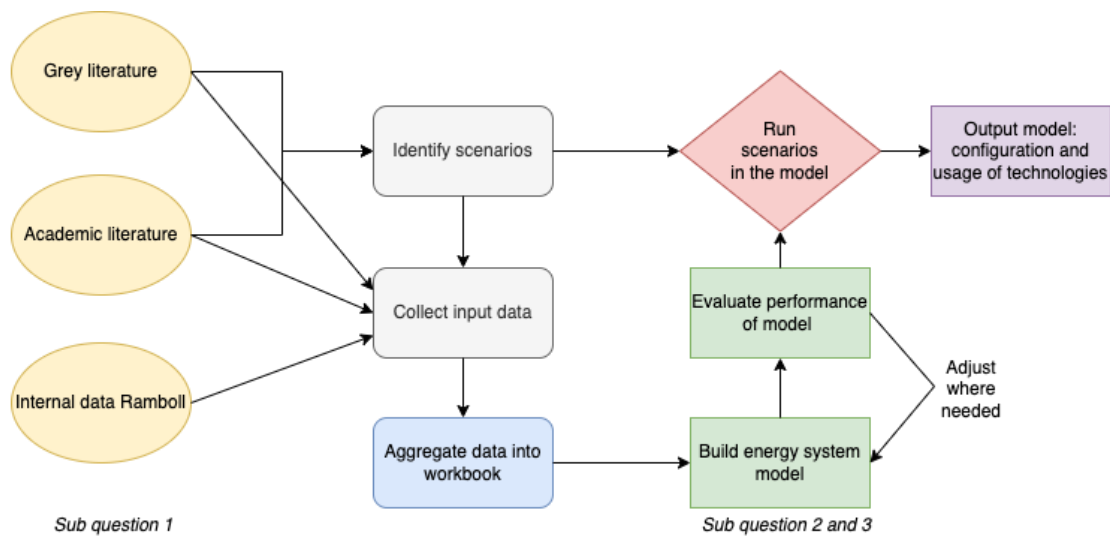 Grey literature
Academic literature
Internal data Ramboll
Sub question 1
Identify scenarios
Collect input data
Aggregate data into
workbook
Run
scenarios
in the model
Evaluate performance
of model
Build energy system
model
Adjust
where
needed
Sub question 2 and 3
Output model:
configuration and
usage of technologies